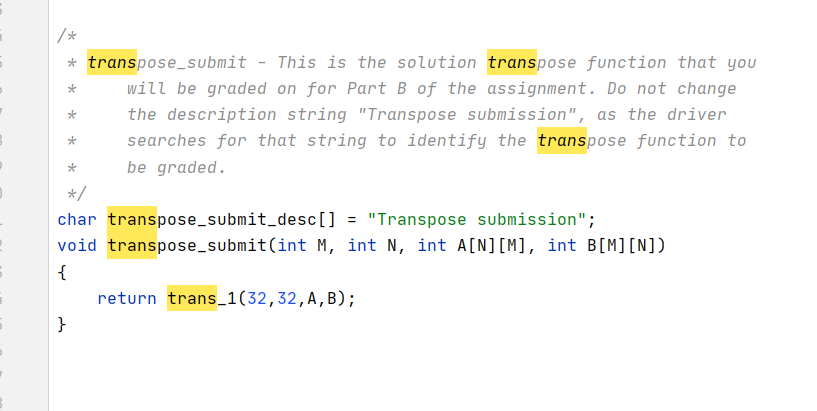 /*
* transpose_submit - This is the solution transpose function that you
* will be graded on for Part B of the assignment. Do not change
* the description string "Transpose submission", as the driver
* searches for that string to identify the transpose function to
* be graded.
*/
char transpose_submit_desc[] = "Transpose submission";
void transpose_submit(int M, int N, int A[N][M], int B[M][N])
{
return trans_1(32,32,A,B);
}